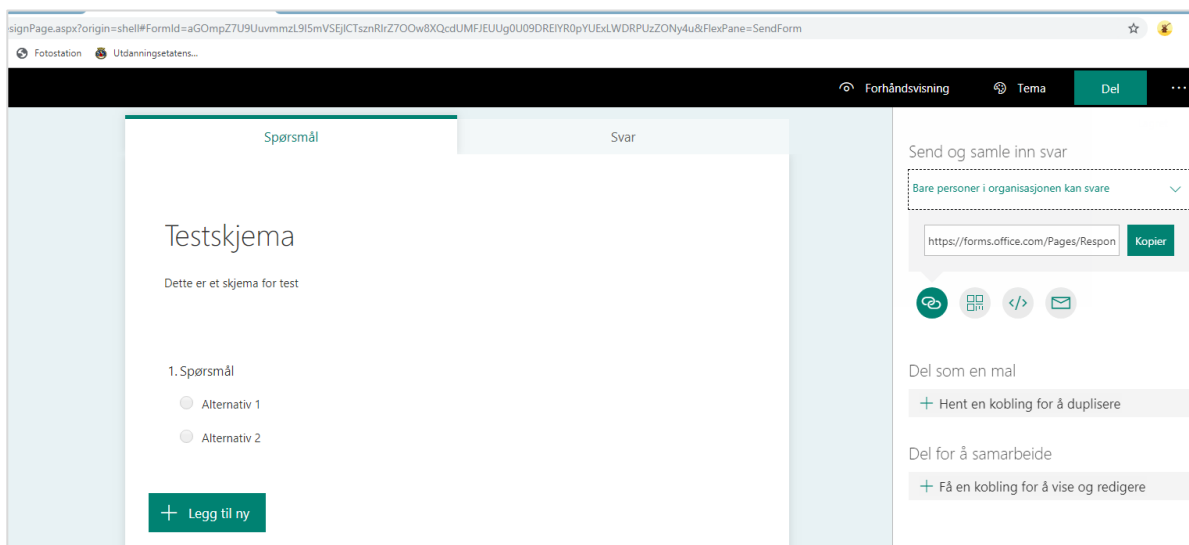 signPage.aspx?origin=shell#FormId=aGOmpZ7U9UuvmmzL9I5mVSEjlCTsznRIrZ7OOw8XQcdUMFJEUUg0U09DRElYR0pYUExLWDRPUzZONy4u&FlexPane=SendForm
Fotostation Utdanningsetatens...
Forhåndsvisning Tema Del ...
Spørsmål Svar
Send og samle inn svar
Bare personer i organisasjonen kan svare
Testskjema
https://forms.office.com/Pages/Respon Kopier
Dette er et skjema for test
1. Spørsmål
Alternativ 1
Alternativ 2
Del som en mal
+ Hent en kobling for å duplisere
Del for å samarbeide
+ Få en kobling for å vise og redigere
+ Legg til ny